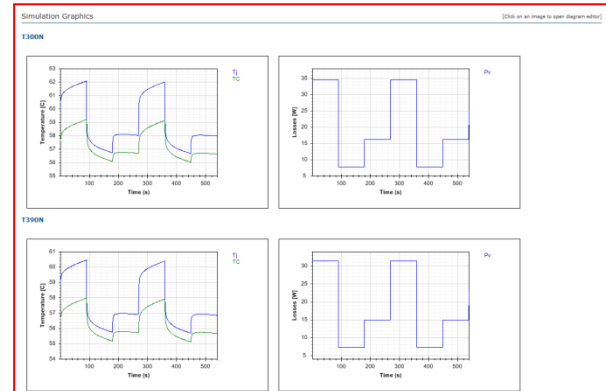 Simulation Graphics
[Click on an image to open diagram editor]
T300N
63
62
61
60
59
58
57
56
55
Temperature [C]
100 200 300 400 500
Time (s)
Tj
TC
35
30
25
20
15
10
5
Losses [W]
100 200 300 400 500
Time (s)
Pv
T390N
61
60
59
58
57
56
55
54
Temperature [C]
100 200 300 400 500
Time (s)
Tj
TC
30
25
20
15
10
5
Losses [W]
100 200 300 400 500
Time (s)
Pv